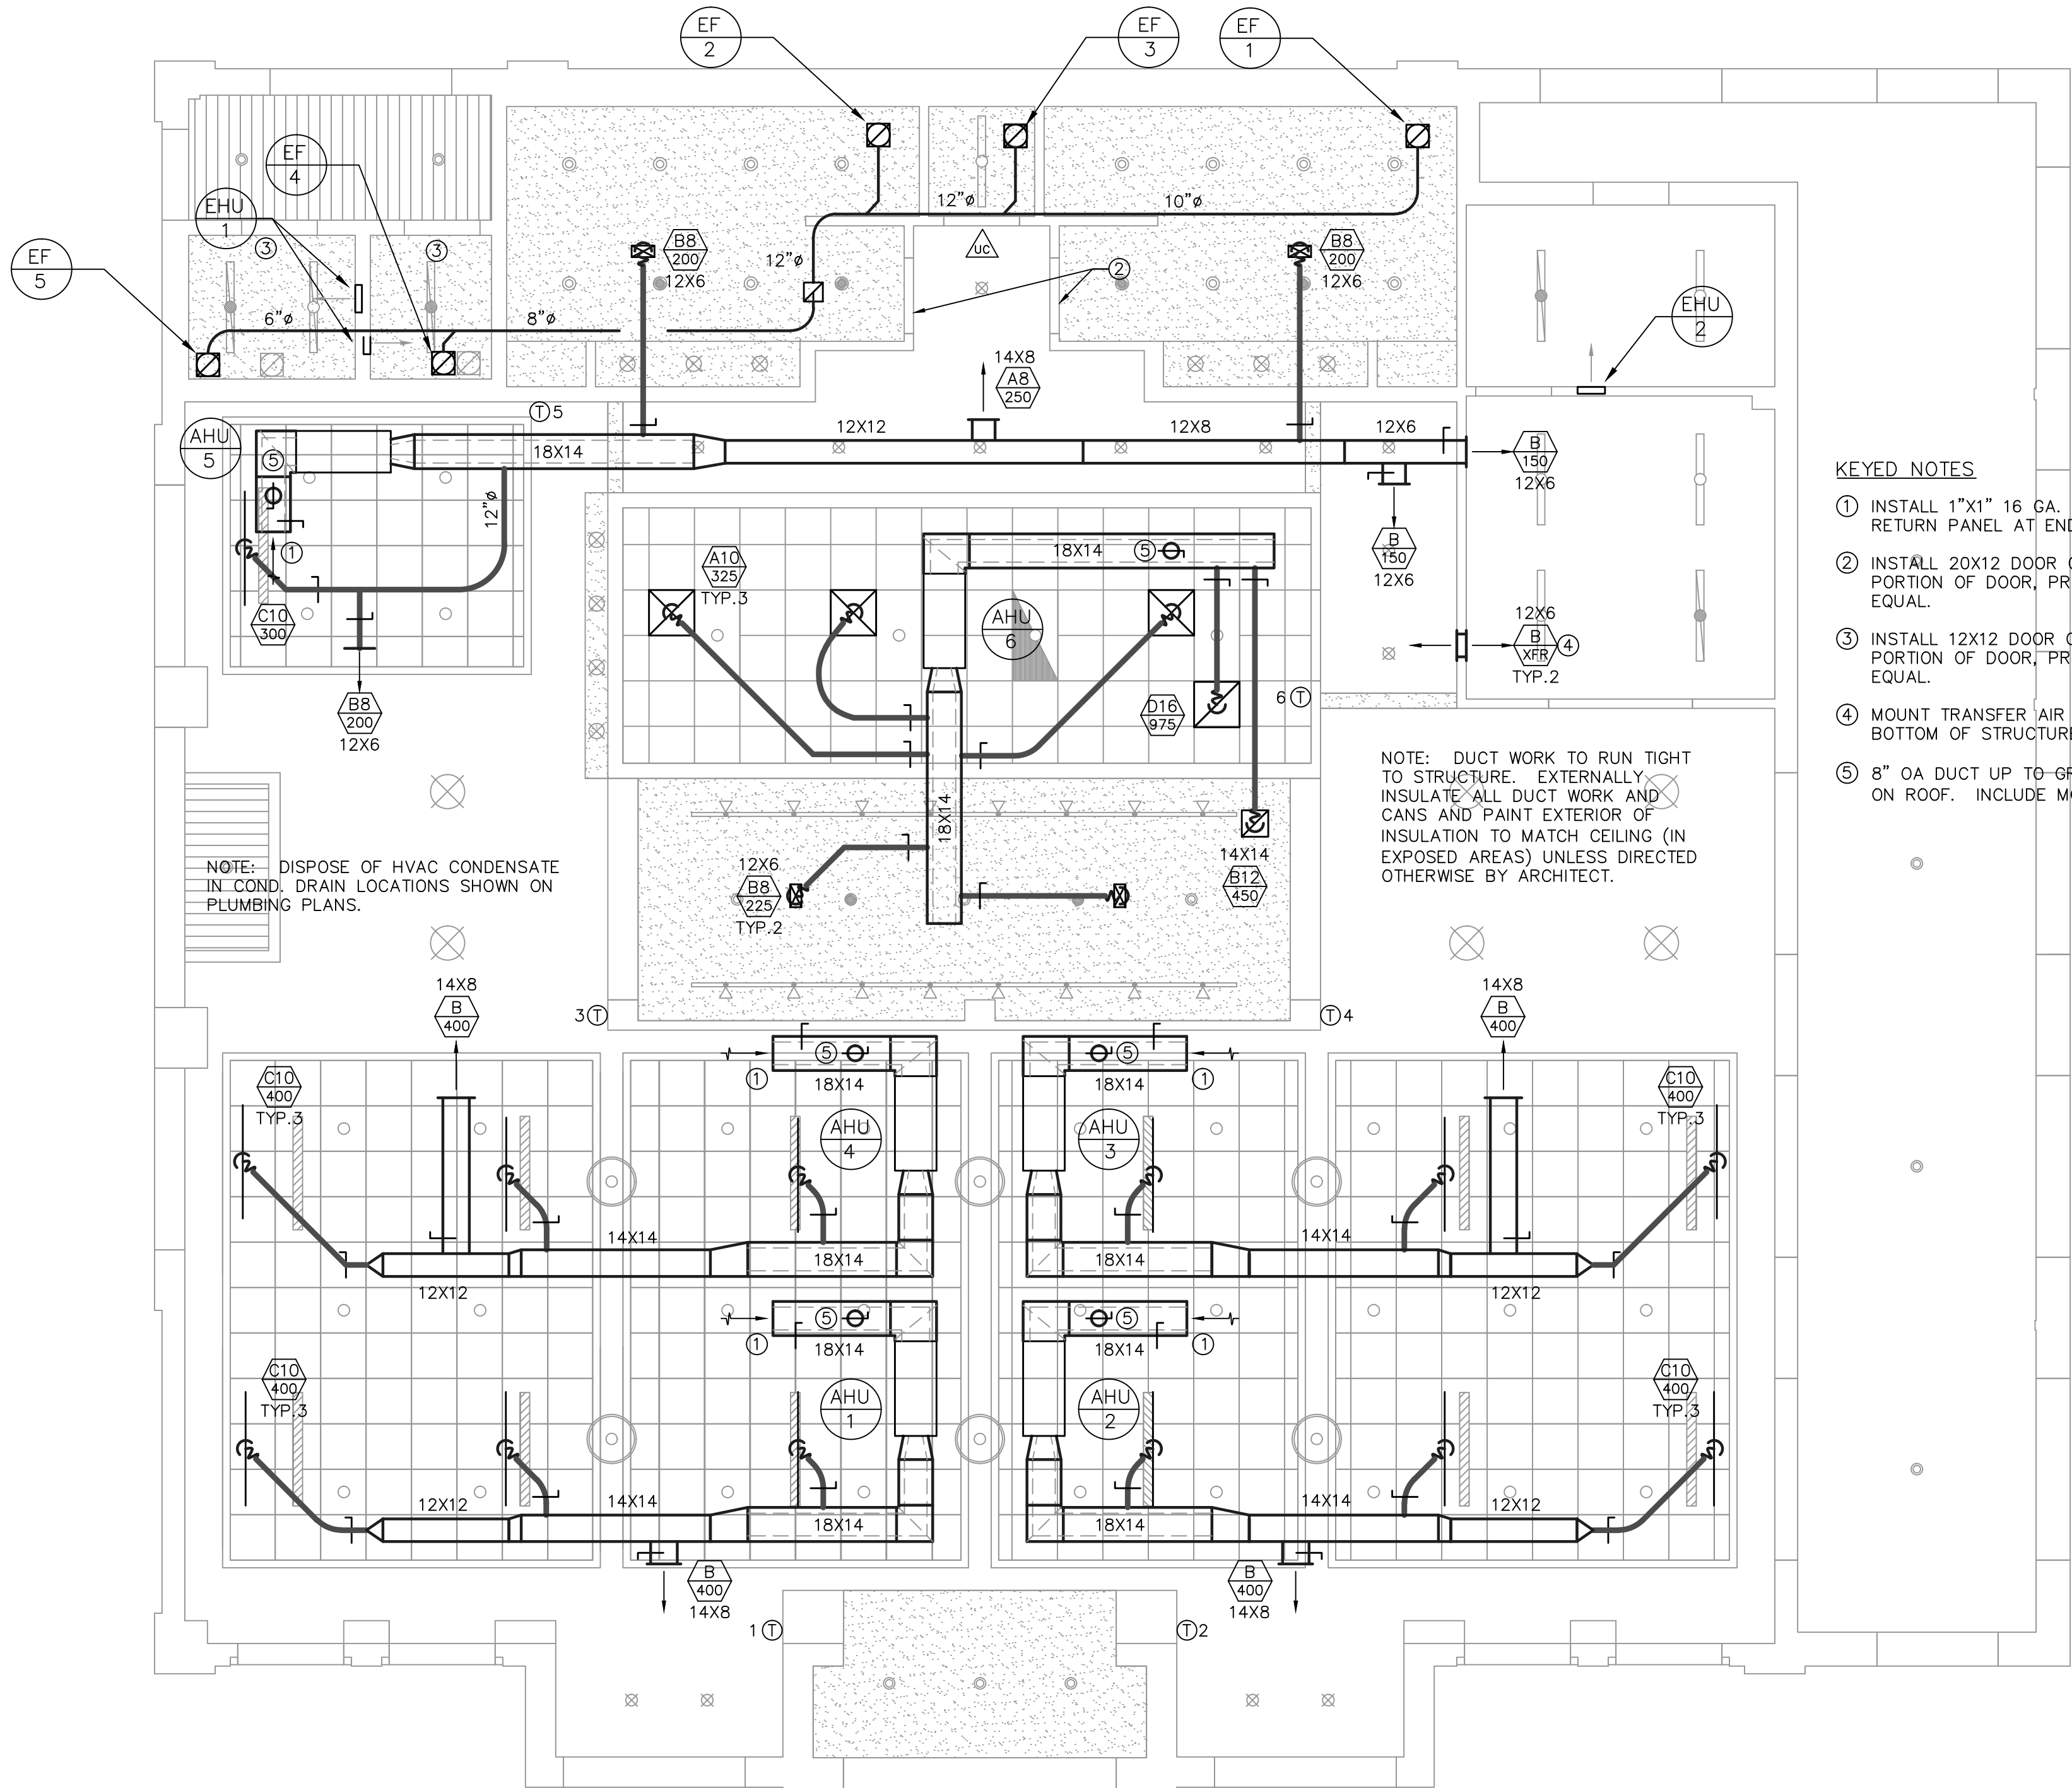 EF
2
EF
3
EF
1
EF
4
EHU
1
3
3
EF
5
12"ø
10"ø
12"ø
6"ø
8"ø
B8
200
12X6
UC
B8
200
12X6
2
EHU
2
14X8
A8
250
T 5
AHU
5
5
18X14
12X12
12X8
12X6
B
150
12X6
12"ø
1
C10
300
B8
200
12X6
B
150
12X6
A10
325
TYP.3
18X14
5
AHU
6
D16
975
6 T
12X6
B
XFR
4
TYP.2
18X14
12X6
B8
225
TYP.2
14X14
B12
450
KEYED NOTES
1 INSTALL 1"X1" 16 GA.
RETURN PANEL AT EN
2 INSTALL 20X12 DOOR
PORTION OF DOOR, PR
EQUAL.
3 INSTALL 12X12 DOOR
PORTION OF DOOR, PR
EQUAL.
4 MOUNT TRANSFER AIR
BOTTOM OF STRUCTURE
5 8" OA DUCT UP TO GR
ON ROOF. INCLUDE M
NOTE: DUCT WORK TO RUN TIGHT
TO STRUCTURE. EXTERNALLY
INSULATE ALL DUCT WORK AND
CANS AND PAINT EXTERIOR OF
INSULATION TO MATCH CEILING (IN
EXPOSED AREAS) UNLESS DIRECTED
OTHERWISE BY ARCHITECT.
NOTE: DISPOSE OF HVAC CONDENSATE
IN COND. DRAIN LOCATIONS SHOWN ON
PLUMBING PLANS.
14X8
B
400
3 T
T 4
14X8
B
400
C10
400
TYP.3
5
1
18X14
AHU
4
14X14
18X14
12X12
5
1
18X14
AHU
3
C10
400
TYP.3
14X14
18X14
12X12
C10
400
TYP.3
5
1
18X14
AHU
1
12X12
14X14
18X14
B
400
14X8
5
1
18X14
AHU
2
C10
400
TYP.3
18X14
14X14
12X12
B
400
14X8
1 T
T 2